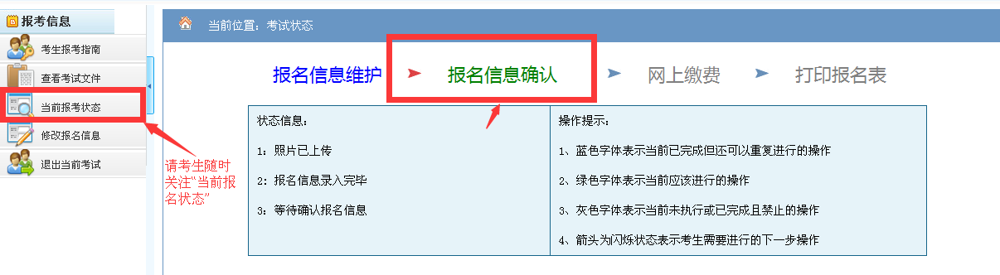 报考信息
考生报考指南
查看考试文件
当前报考状态
修改报名信息
退出当前考试
请考生随时
关注“当前报
名状态”
当前位置：考试状态
报名信息维护 报名信息确认 网上缴费 打印报名表
状态信息：
1：照片已上传
2：报名信息录入完毕
3：等待确认报名信息
操作提示：
1、蓝色字体表示当前已完成但还可以重复进行的操作
2、绿色字体表示当前应该进行的操作
3、灰色字体表示当前未执行或已完成且禁止的操作
4、箭头为闪烁状态表示考生需要进行的下一步操作